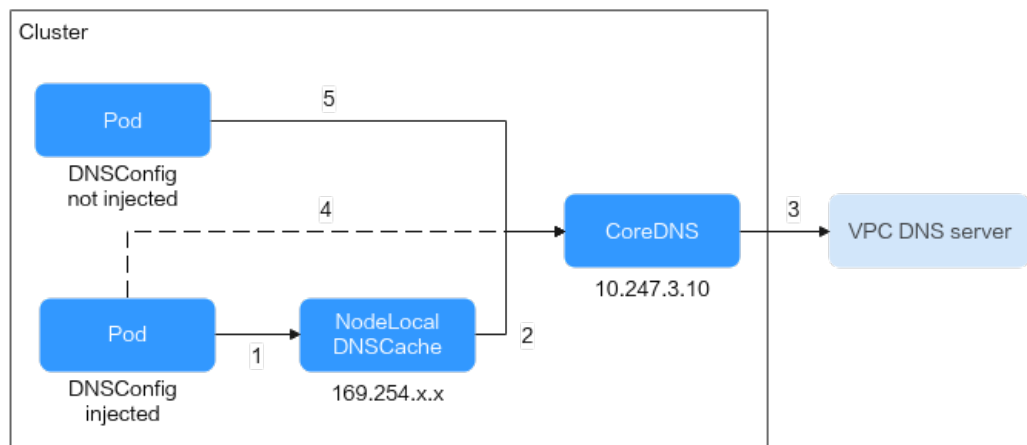 Cluster
5
Pod
DNSConfig
not injected
4
3
CoreDNS
VPC DNS server
10.247.3.10
Pod
NodeLocal
DNSCache
1
2
DNSConfig
injected
169.254.x.x